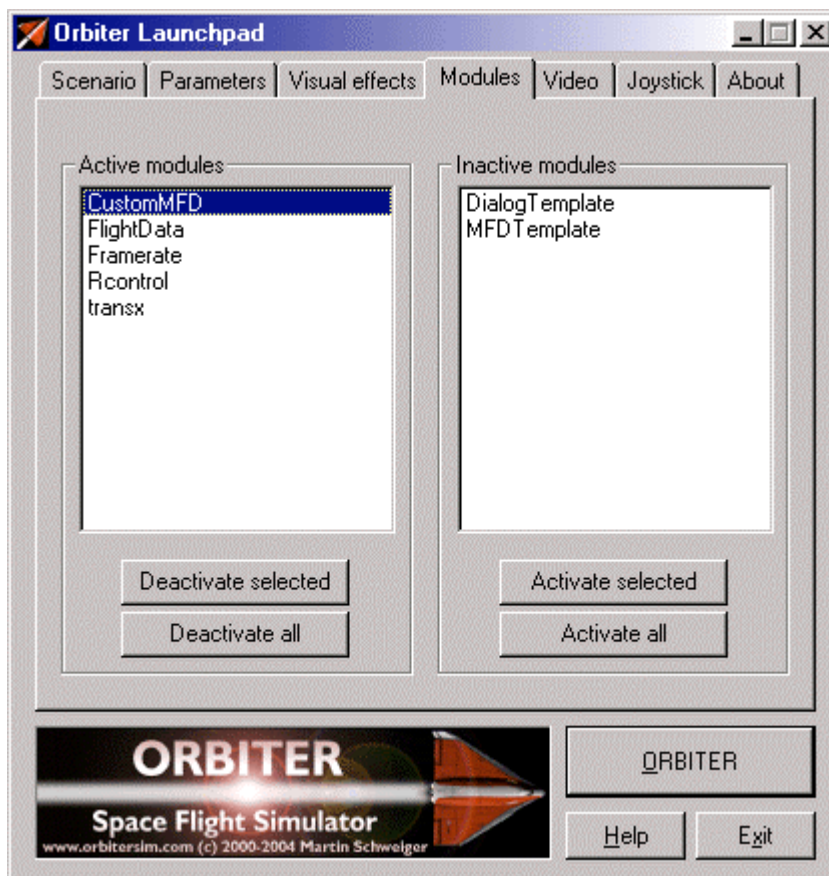 Orbiter Launchpad
Scenario Parameters Visual effects Modules Video Joystick About
Active modules
CustomMFD
FlightData
Framerate
Rcontrol
transx
Deactivate selected
Deactivate all
Inactive modules
DialogTemplate
MFDTemplate
Activate selected
Activate all
ORBITER
Space Flight Simulator
www.orbitersim.com (c) 2000-2004 Martin Schweiger
ORBITER
Help Exit